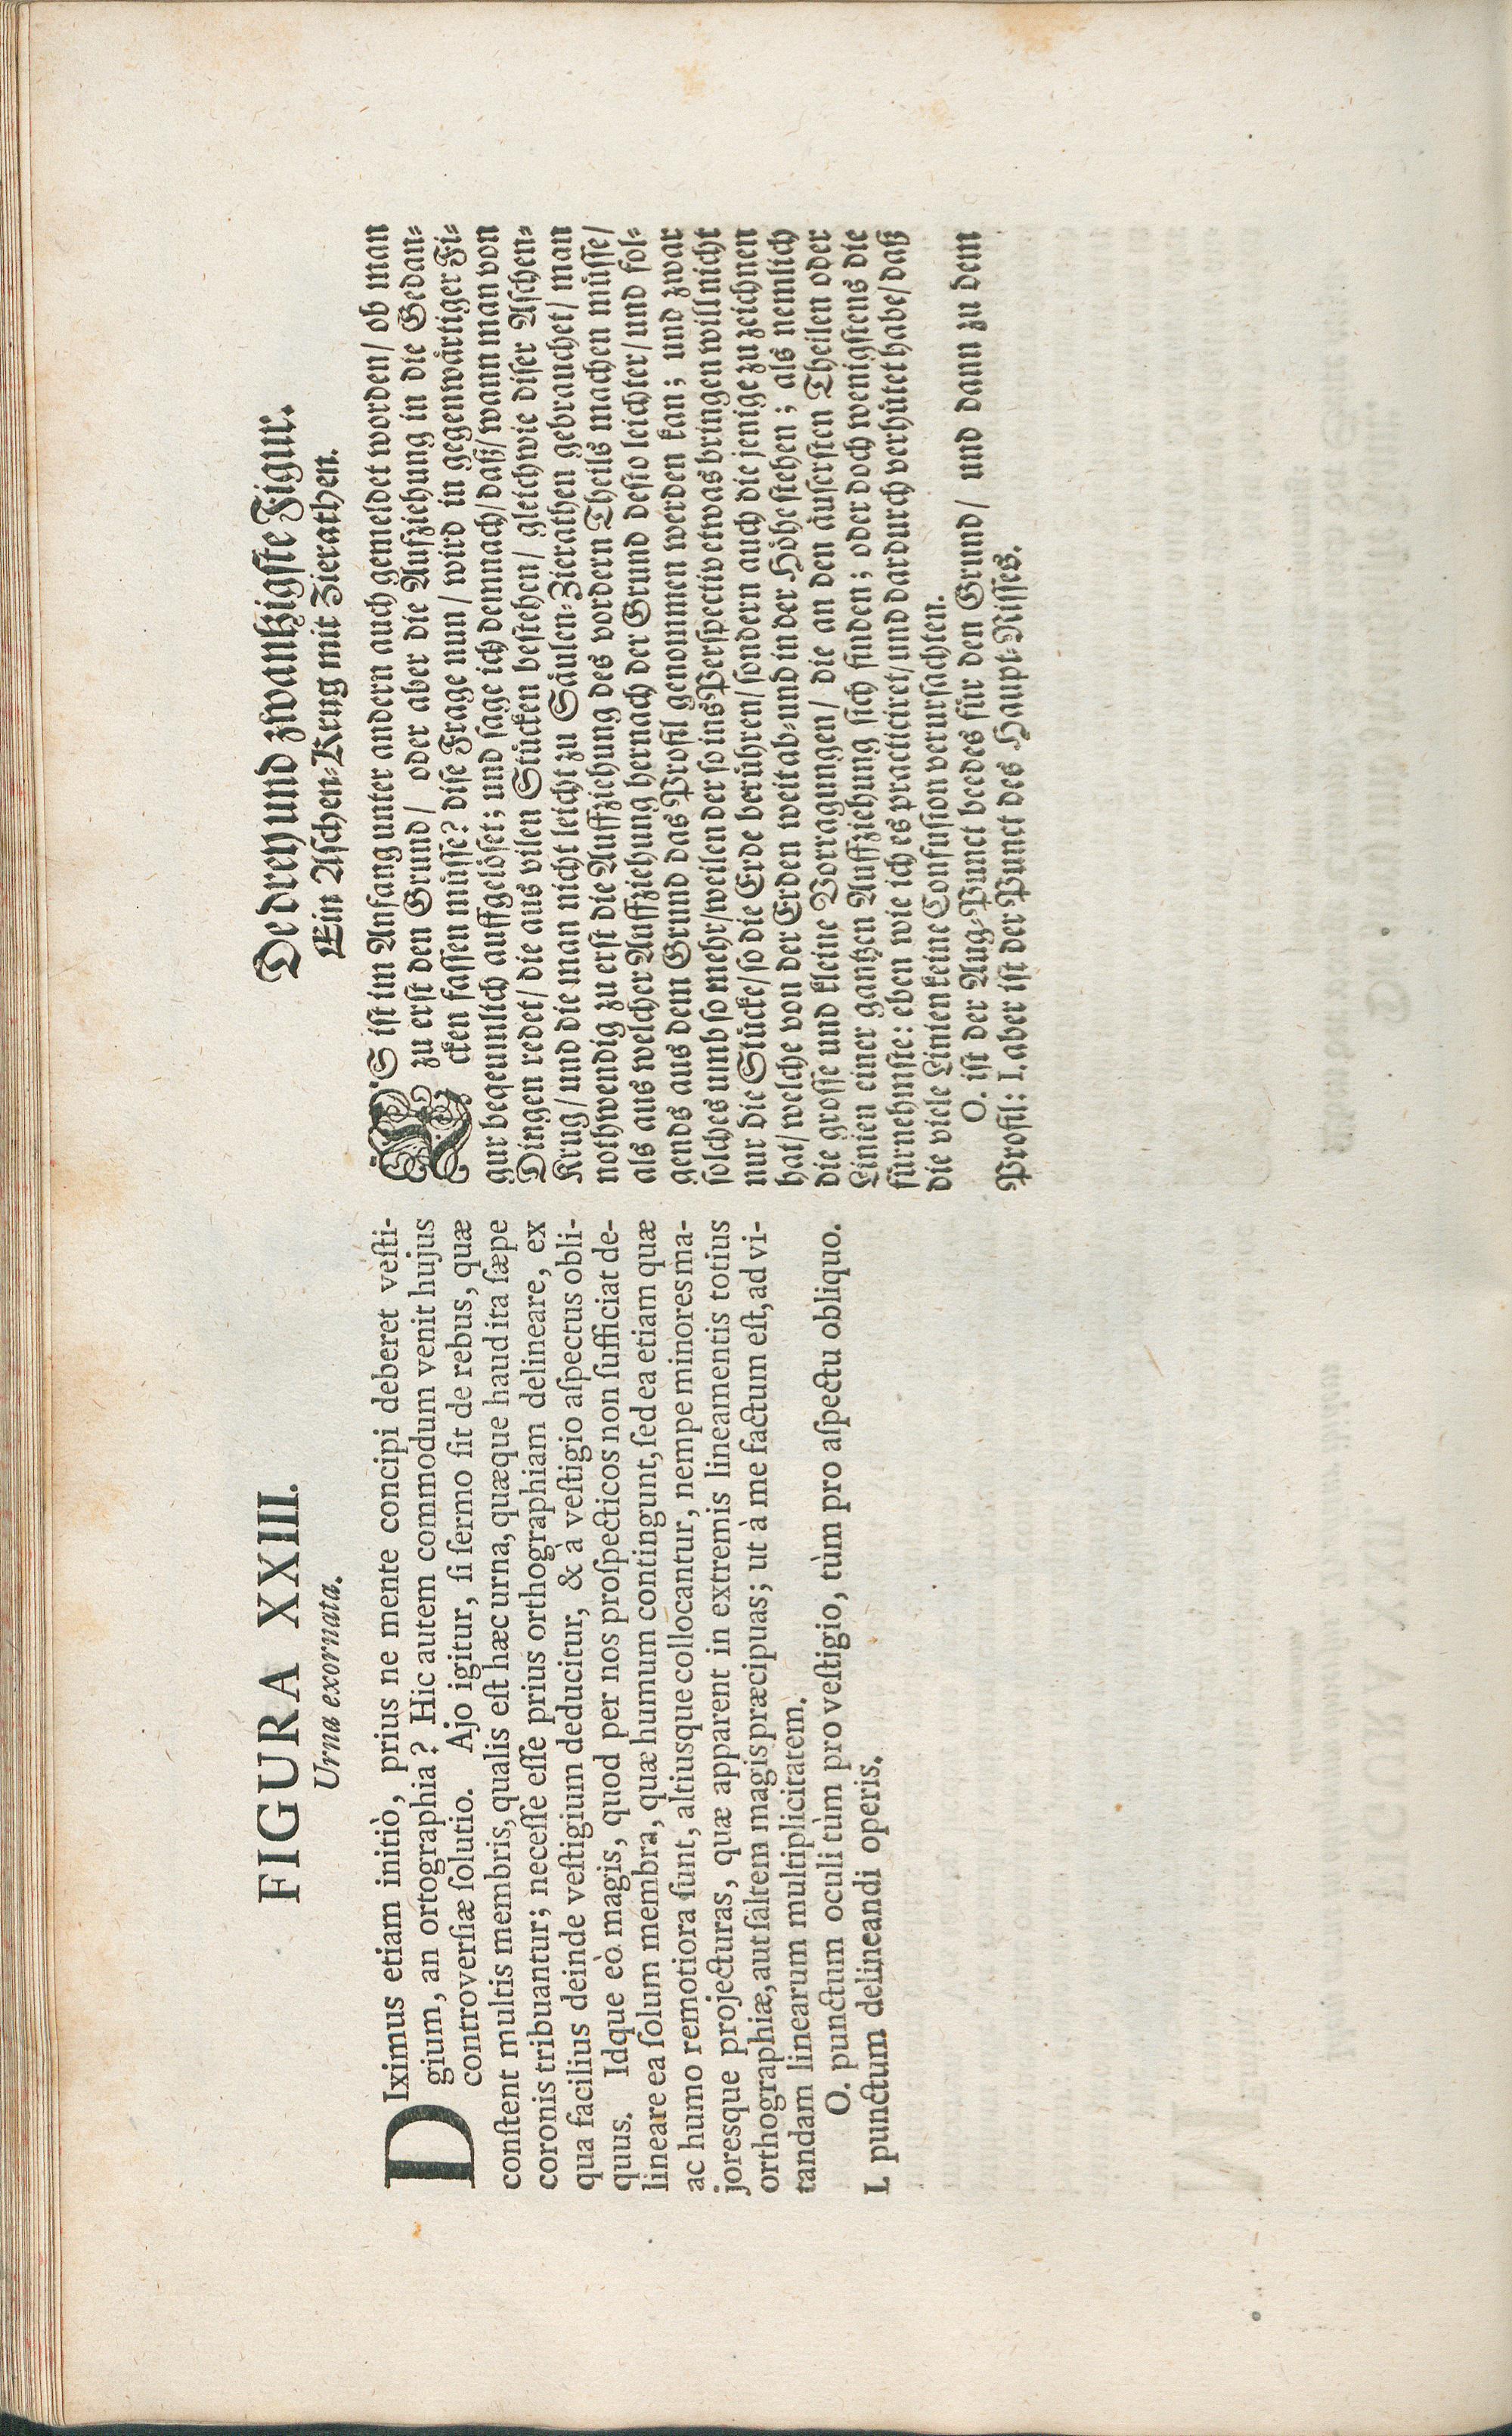 FIGURA XXIII.
Urna exornata.
DIximus etiam initiò, prius ne mente concipi deberet veſti-
gium, an ortographia? Hic autem commodum venit hujus
controverſiæ ſolutio. Ajo igitur, ſi ſermo ſit de rebus, quæ
conſtent multis membris, qualis eſt hæc urna, quæque haud ita ſæpe
coronis tribuantur; neceſſe eſſe prius orthographiam delineare, ex
qua facilius deinde veſtigium deducitur, & à veſtigio aſpectus obli-
quus. Idque eò magis, quod per nos proſpecticos non ſufficiat de-
lineare ea ſolum membra, quæ humum contingunt, ſed ea etiam quæ
ac humo remotiora ſunt, altiusque collocantur, nempe minores ma-
joresque projecturas, quæ apparent in extremis lineamentis totius
orthographiæ, aut ſaltem magis præcipuas; ut à me factum eſt, ad vi-
tandam linearum multiplicitatem.
O. punctum oculi tùm pro veſtigio, tùm pro aſpectu obliquo.
I. punctum delineandi operis.
De drey und zwantzigſte Figur.
Ein Aſchen-Krug mit Zierathen.
ES iſt im Anfang unter andern auch gemeldet worden/ ob man
zu erſt den Grund/ oder aber die Aufziehung in die Gedan-
cken faſſen müſſe? diſe Frage nun/ wird in gegenwärtiger Fi-
gur beqeumlich auffgelöſet; und ſage ich demnach/ daß/ wann man von
Dingen redet/ die aus vilen Stücken beſtehen/ gleichwie diſer Aſchen-
Krug/ und die man nicht leicht zu Säulen-Zierathen gebrauchet/ man
nothwendig zu erſt die Auffziehung des vordern Theils machen müſſe/
als aus welcher Auffziehung hernach der Grund deſto leichter/ und fol-
gends aus dem Grund das Profil genommen werden kan; und zwar
ſolches umb ſo mehr/ weilen der ſo ins Perſpectiv etwas bringen will nicht
nur die Stücke/ ſo die Erde berühren/ ſondern auch die jenige zu zeichnen
hat/ welche von der Erden weit ab- und in der Höhe ſtehen; als nemlich
die groſſe und kleine Vorragungen/ die an den äuſerſten Theilen oder
Linien einer gantzen Auffziehung ſich finden; oder doch wenigſtens die
fürnehmſte: eben wie ich es practiciret/ und dardurch verhütet habe/ daß
die viele Linien keine Confuſion verurſachten.
O. iſt der Aug-Punct beedes für den Grund/ und dann zu dem
Profil: I. aber iſt der Punct des Haupt-Riſſes.